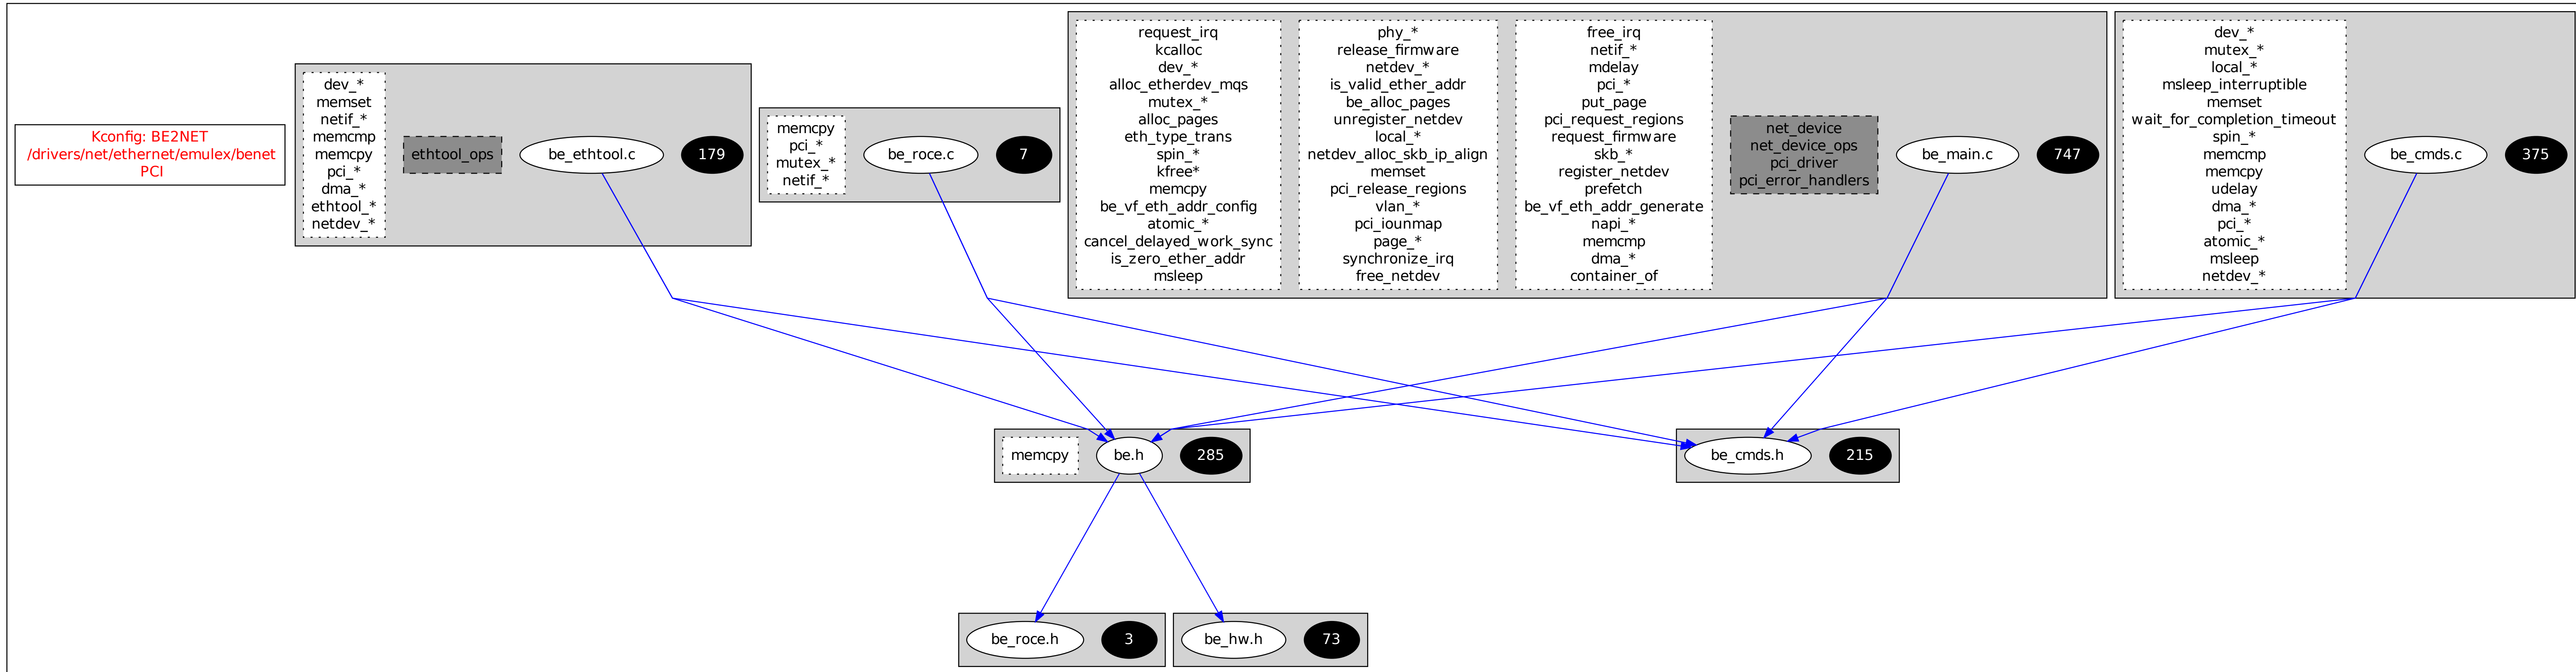 Kconfig: BE2NET
/drivers/net/ethernet/emulex/benet
PCI
dev_*
memset
netif_*
memcmp
memcpy
pci_*
dma_*
ethtool_*
netdev_*
ethtool_ops
be_ethtool.c
179
memcpy
pci_*
mutex_*
netif_*
be_roce.c
7
request_irq
kcalloc
dev_*
alloc_etherdev_mqs
mutex_*
alloc_pages
eth_type_trans
spin_*
kfree*
memcpy
be_vf_eth_addr_config
atomic_*
cancel_delayed_work_sync
is_zero_ether_addr
msleep
phy_*
release_firmware
netdev_*
is_valid_ether_addr
be_alloc_pages
unregister_netdev
local_*
netdev_alloc_skb_ip_align
memset
pci_release_regions
vlan_*
pci_iounmap
page_*
synchronize_irq
free_netdev
free_irq
netif_*
mdelay
pci_*
put_page
pci_request_regions
request_firmware
skb_*
register_netdev
prefetch
be_vf_eth_addr_generate
napi_*
memcmp
dma_*
container_of
net_device
net_device_ops
pci_driver
pci_error_handlers
be_main.c
747
dev_*
mutex_*
local_*
msleep_interruptible
memset
wait_for_completion_timeout
spin_*
memcmp
memcpy
udelay
dma_*
pci_*
atomic_*
msleep
netdev_*
be_cmds.c
375
memcpy
be.h
285
be_cmds.h
215
be_roce.h
3
be_hw.h
73